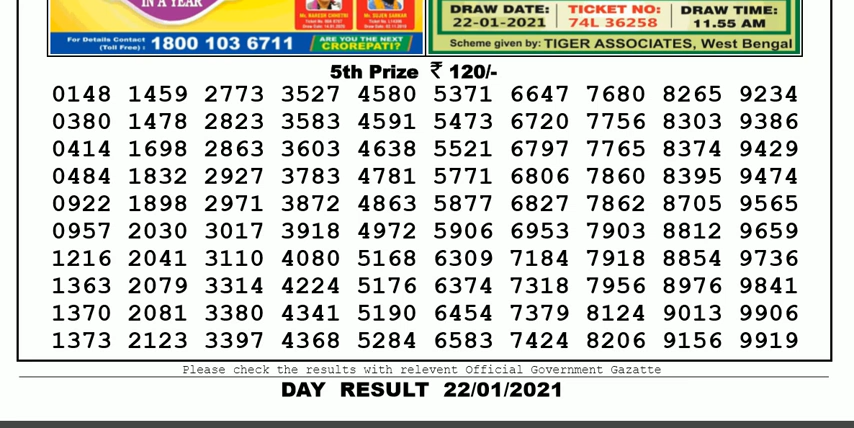 IN A YEAR
Mr. RAKESH CHHETRI
Mr. SUJEN SARKAR
For Details Contact
(Toll Free) : 1800 103 6711
ARE YOU THE NEXT
CROREPATI?
DRAW DATE: TICKET NO: DRAW TIME:
22-01-2021 74L 36258 11.55 AM
Scheme given by: TIGER ASSOCIATES, West Bengal
5th Prize ₹ 120/-
0148 1459 2773 3527 4580 5371 6647 7680 8265 9234
0380 1478 2823 3583 4591 5473 6720 7756 8303 9386
0414 1698 2863 3603 4638 5521 6797 7765 8374 9429
0484 1832 2927 3783 4781 5771 6806 7860 8395 9474
0922 1898 2971 3872 4863 5877 6827 7862 8705 9565
0957 2030 3017 3918 4972 5906 6953 7903 8812 9659
1216 2041 3110 4080 5168 6309 7184 7918 8854 9736
1363 2079 3314 4224 5176 6374 7318 7956 8976 9841
1370 2081 3380 4341 5190 6454 7379 8124 9013 9906
1373 2123 3397 4368 5284 6583 7424 8206 9156 9919
Please check the results with relevent Official Government Gazatte
DAY RESULT 22/01/2021